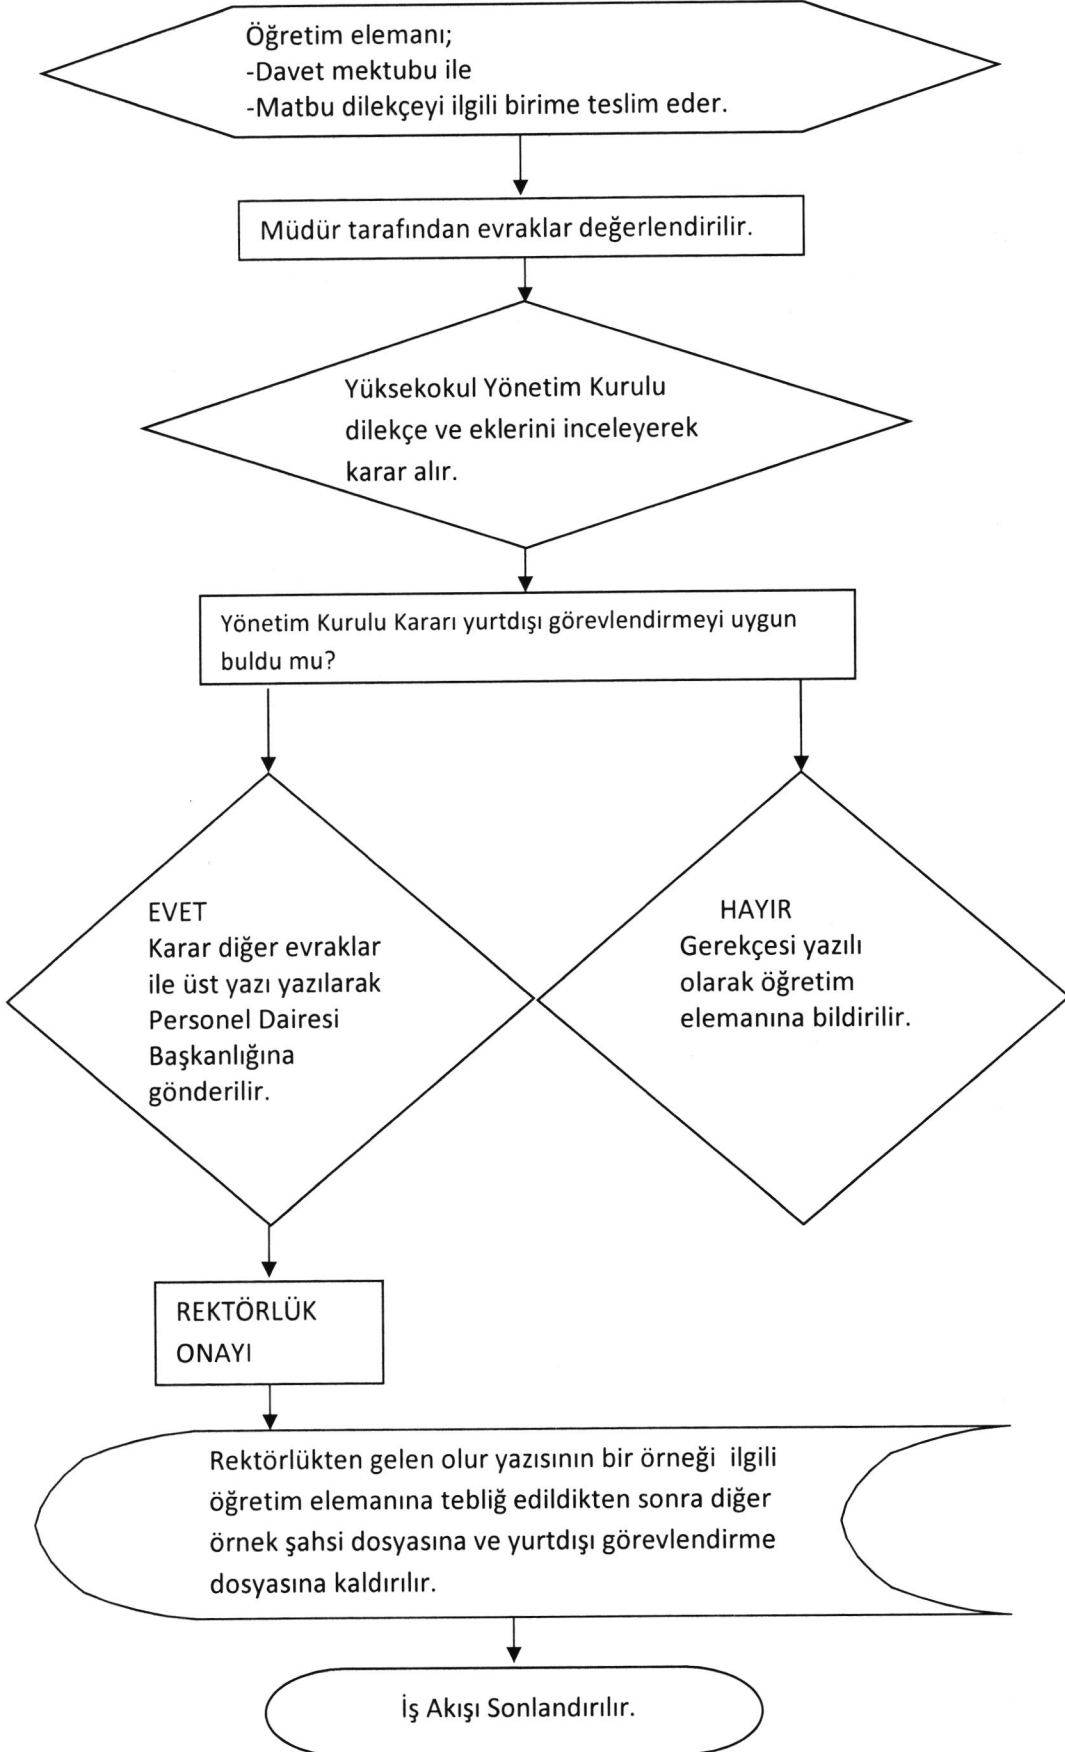 Öğretim elemanı;
-Davet mektubu ile
-Matbu dilekçeyi ilgili birime teslim eder.
Müdür tarafından evraklar değerlendirilir.
Yüksekokul Yönetim Kurulu
dilekçe ve eklerini inceleyerek
karar alır.
Yönetim Kurulu Kararı yurtdışı görevlendirmeyi uygun
buldu mu?
EVET
Karar diğer evraklar
ile üst yazı yazılarak
Personel Dairesi
Başkanlığına
gönderilir.
HAYIR
Gerekçesi yazılı
olarak öğretim
elemanına bildirilir.
REKTÖRLÜK
ONAYI
Rektörlükten gelen olur yazısının bir örneği ilgili
öğretim elemanına tebliğ edildikten sonra diğer
örnek şahsi dosyasına ve yurtdışı görevlendirme
dosyasına kaldırılır.
İş Akışı Sonlandırılır.